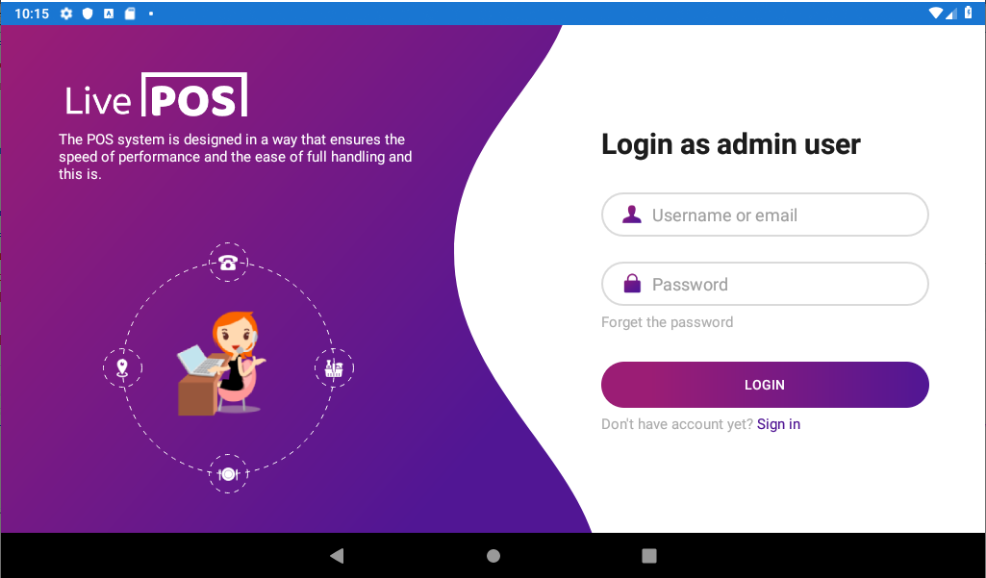 10:15
Live POS
The POS system is designed in a way that ensures the
speed of performance and the ease of full handling and
this is.
Login as admin user
Username or email
Password
Forget the password
LOGIN
Don't have account yet? Sign in